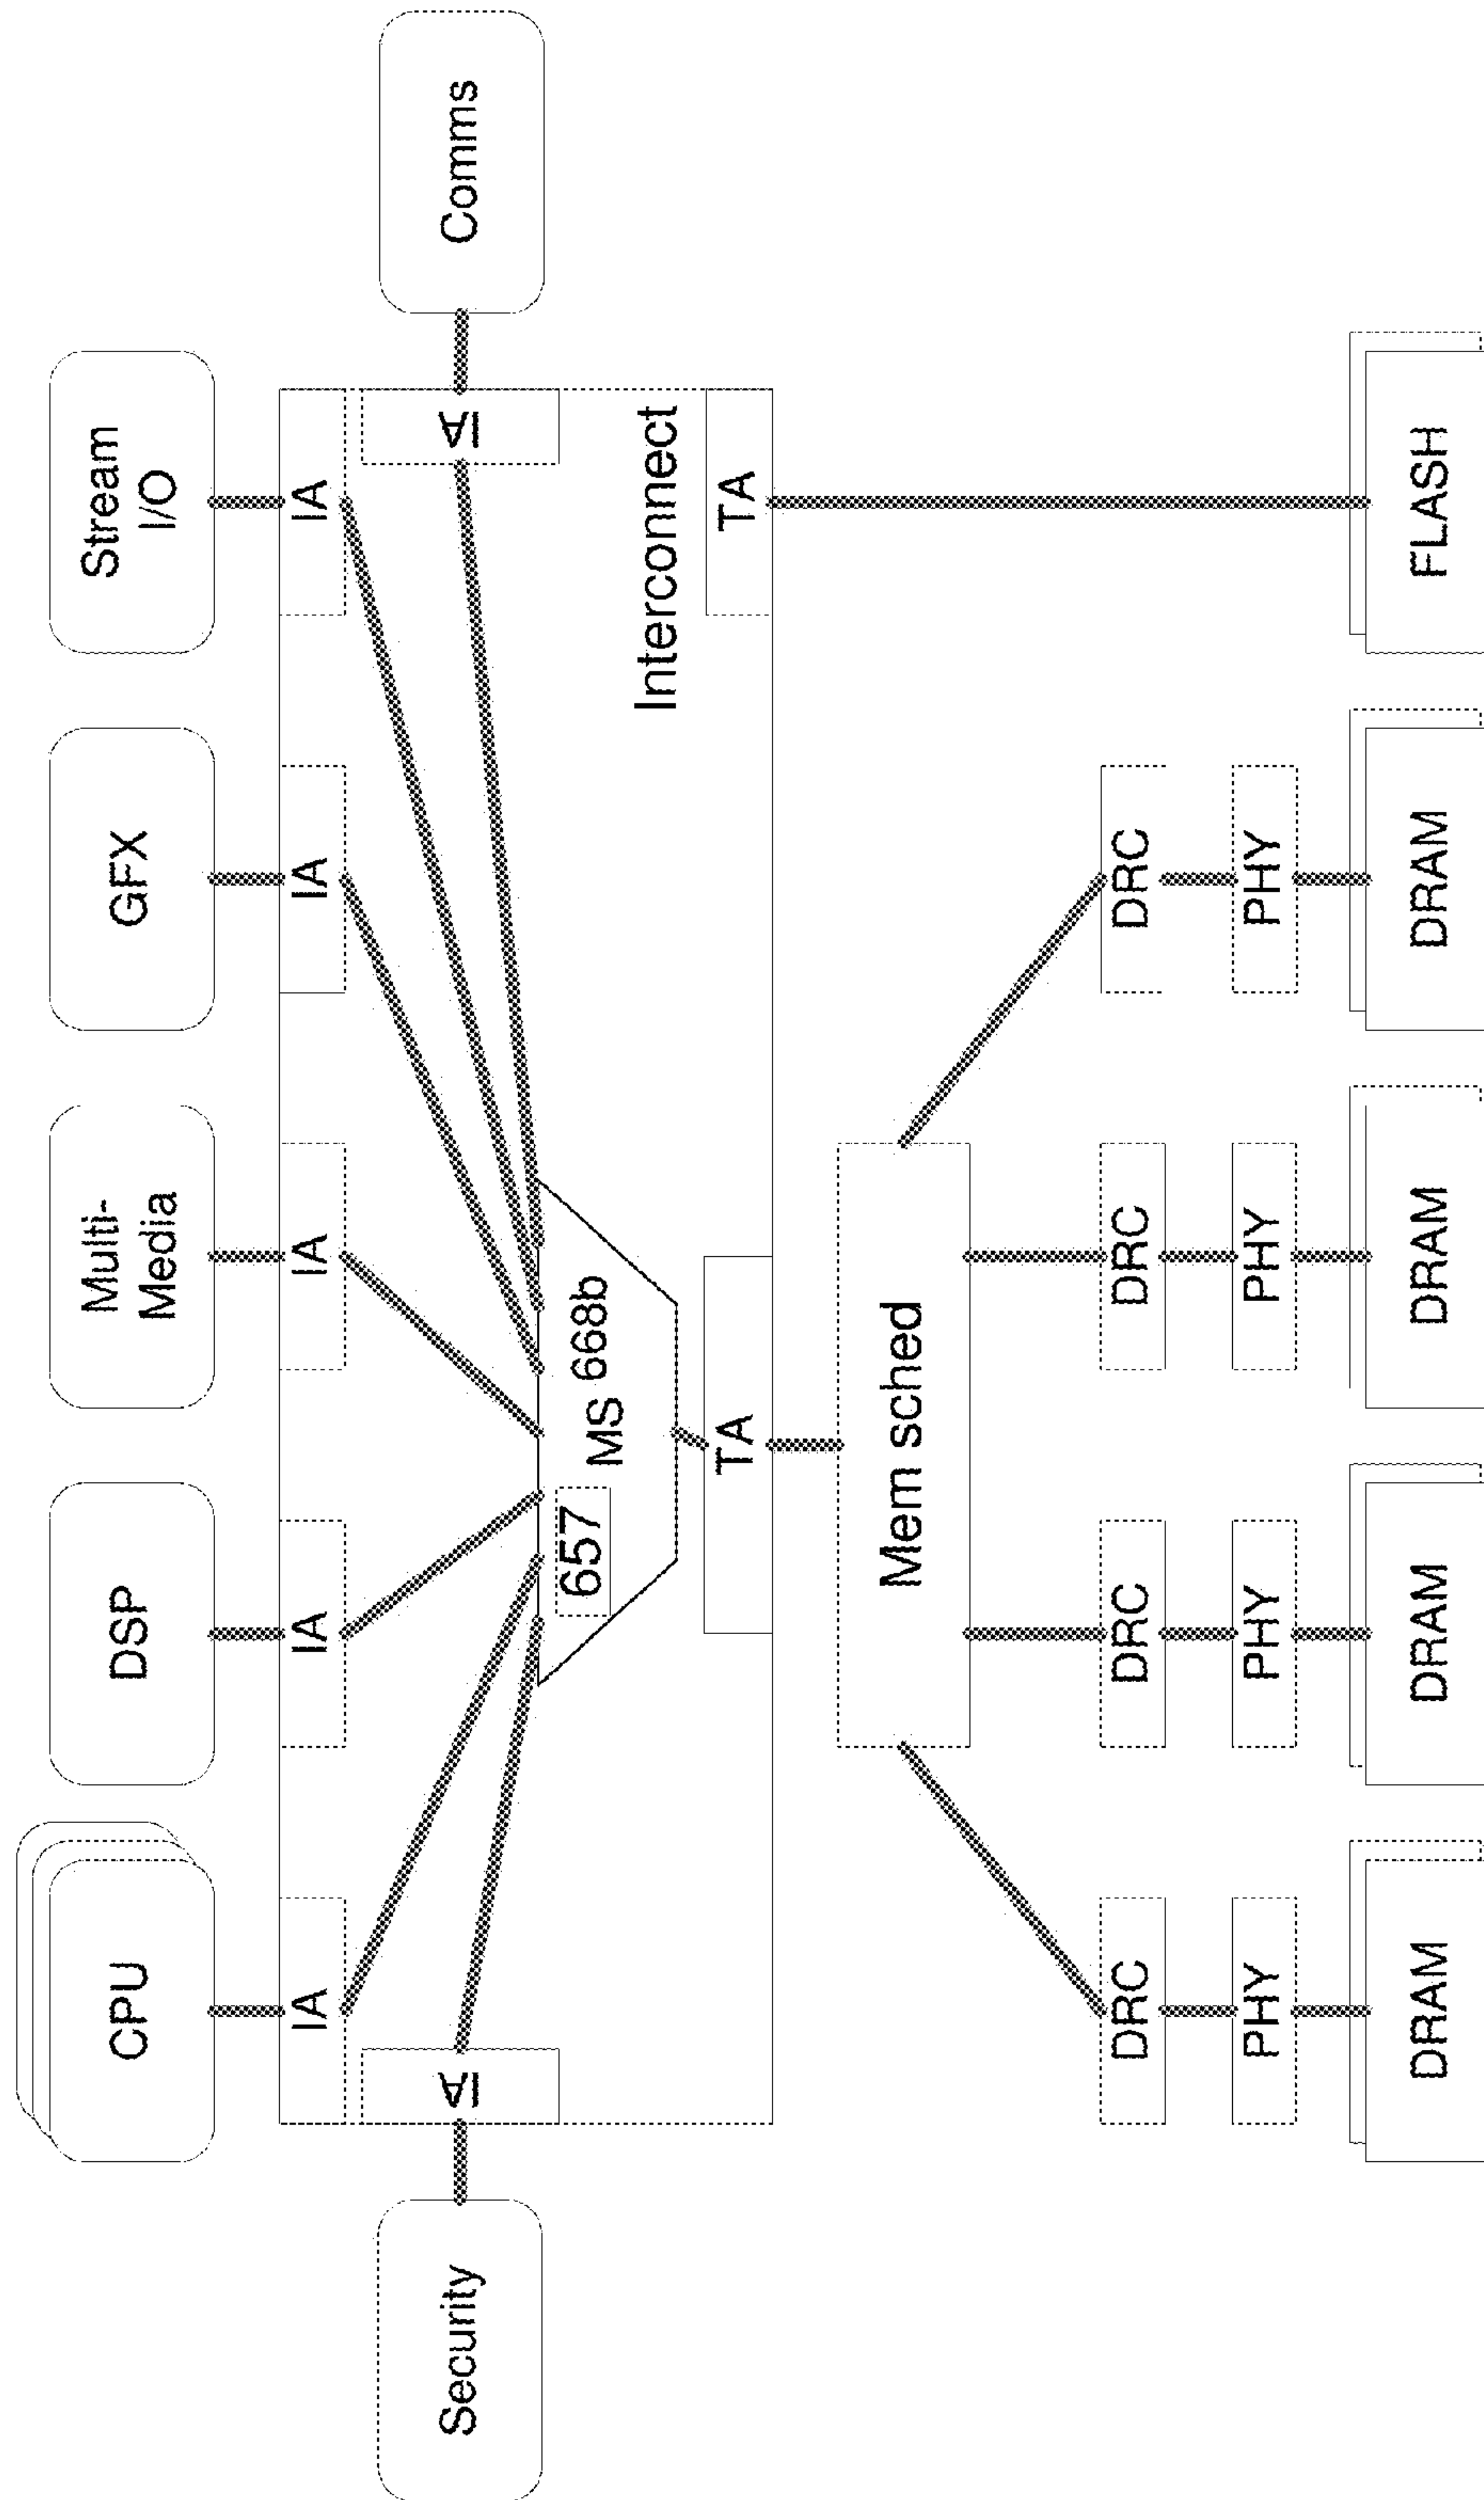 CPU
DSP
Multi-
Media
GFX
Stream
I/O
IA
IA
IA
IA
IA
Security
IA
IA
Comms
657
MS 668b
Interconnect
TA
TA
Mem sched
DRC
DRC
DRC
DRC
PHY
PHY
PHY
PHY
DRAM
DRAM
DRAM
DRAM
FLASH